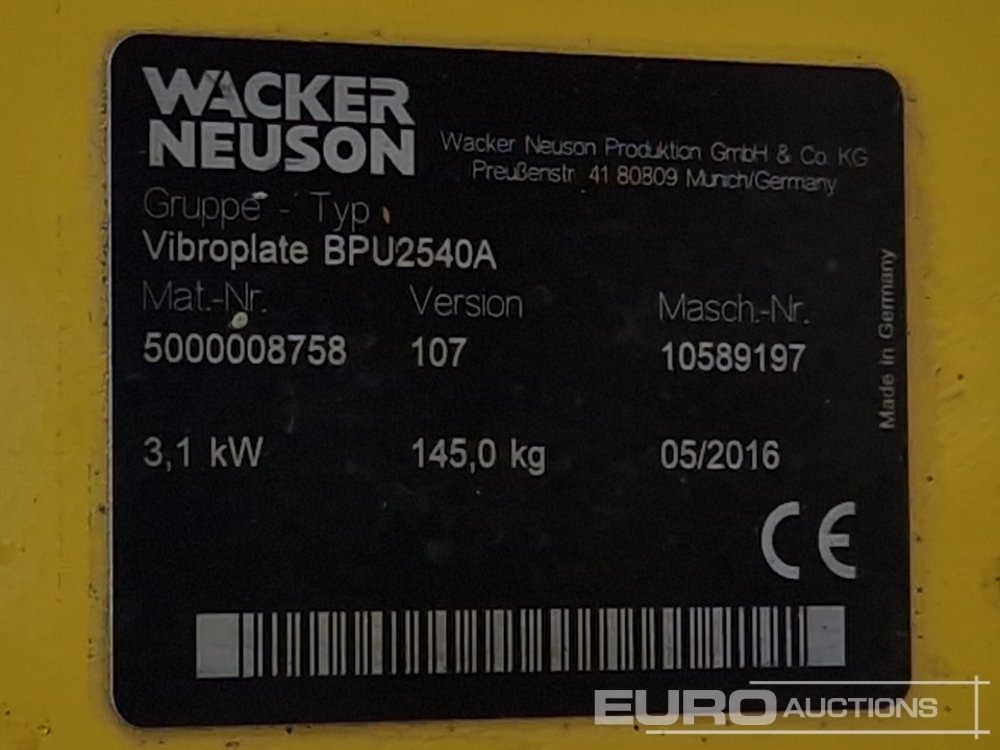 WACKER
NEUSON
Wacker Neuson Produktion GmbH & Co. KG
Preußenstr. 41 80809 Munich/Germany
Gruppe - Typ
Vibroplate BPU2540A
Mat.-Nr. Version Masch.-Nr.
5000008758 107 10589197
3,1 kW 145,0 kg 05/2016
Made in Germany
CE
EURO AUCTIONS